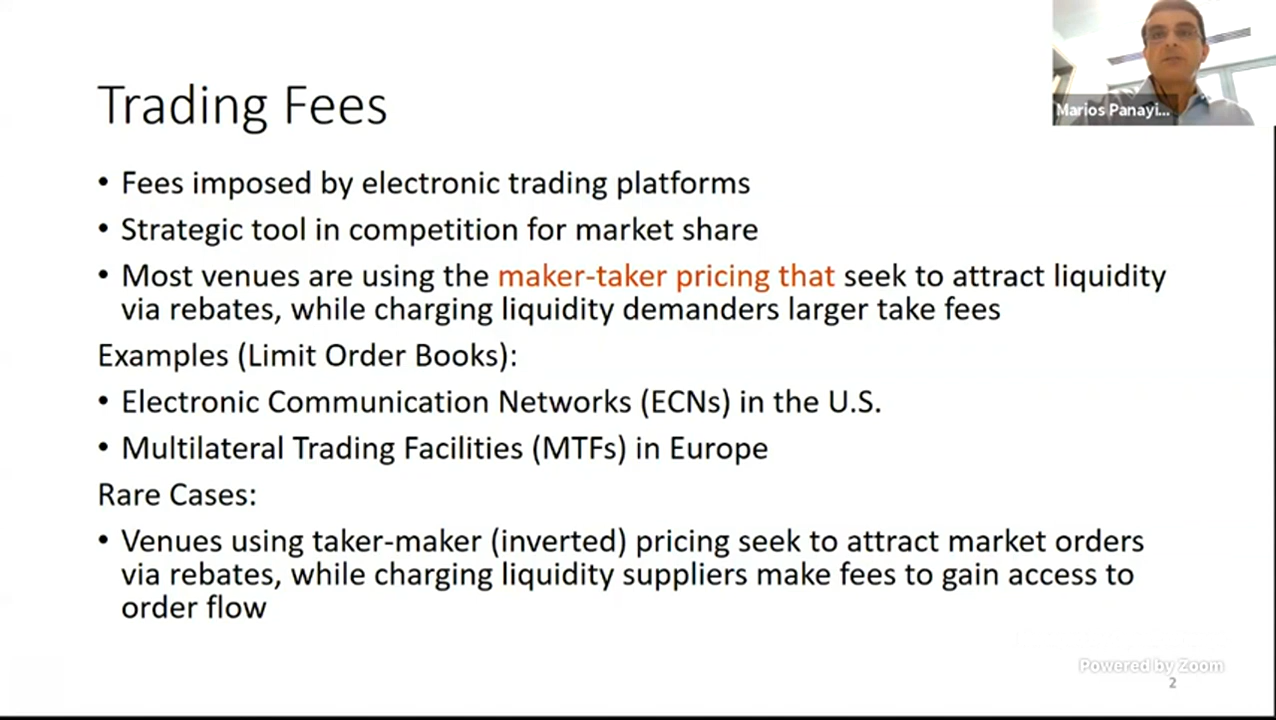 Marios Panayi...
Trading Fees
• Fees imposed by electronic trading platforms
• Strategic tool in competition for market share
• Most venues are using the maker-taker pricing that seek to attract liquidity
via rebates, while charging liquidity demanders larger take fees
Examples (Limit Order Books):
• Electronic Communication Networks (ECNs) in the U.S.
• Multilateral Trading Facilities (MTFs) in Europe
Rare Cases:
• Venues using taker-maker (inverted) pricing seek to attract market orders
via rebates, while charging liquidity suppliers make fees to gain access to
order flow
Powered by Zoom
2